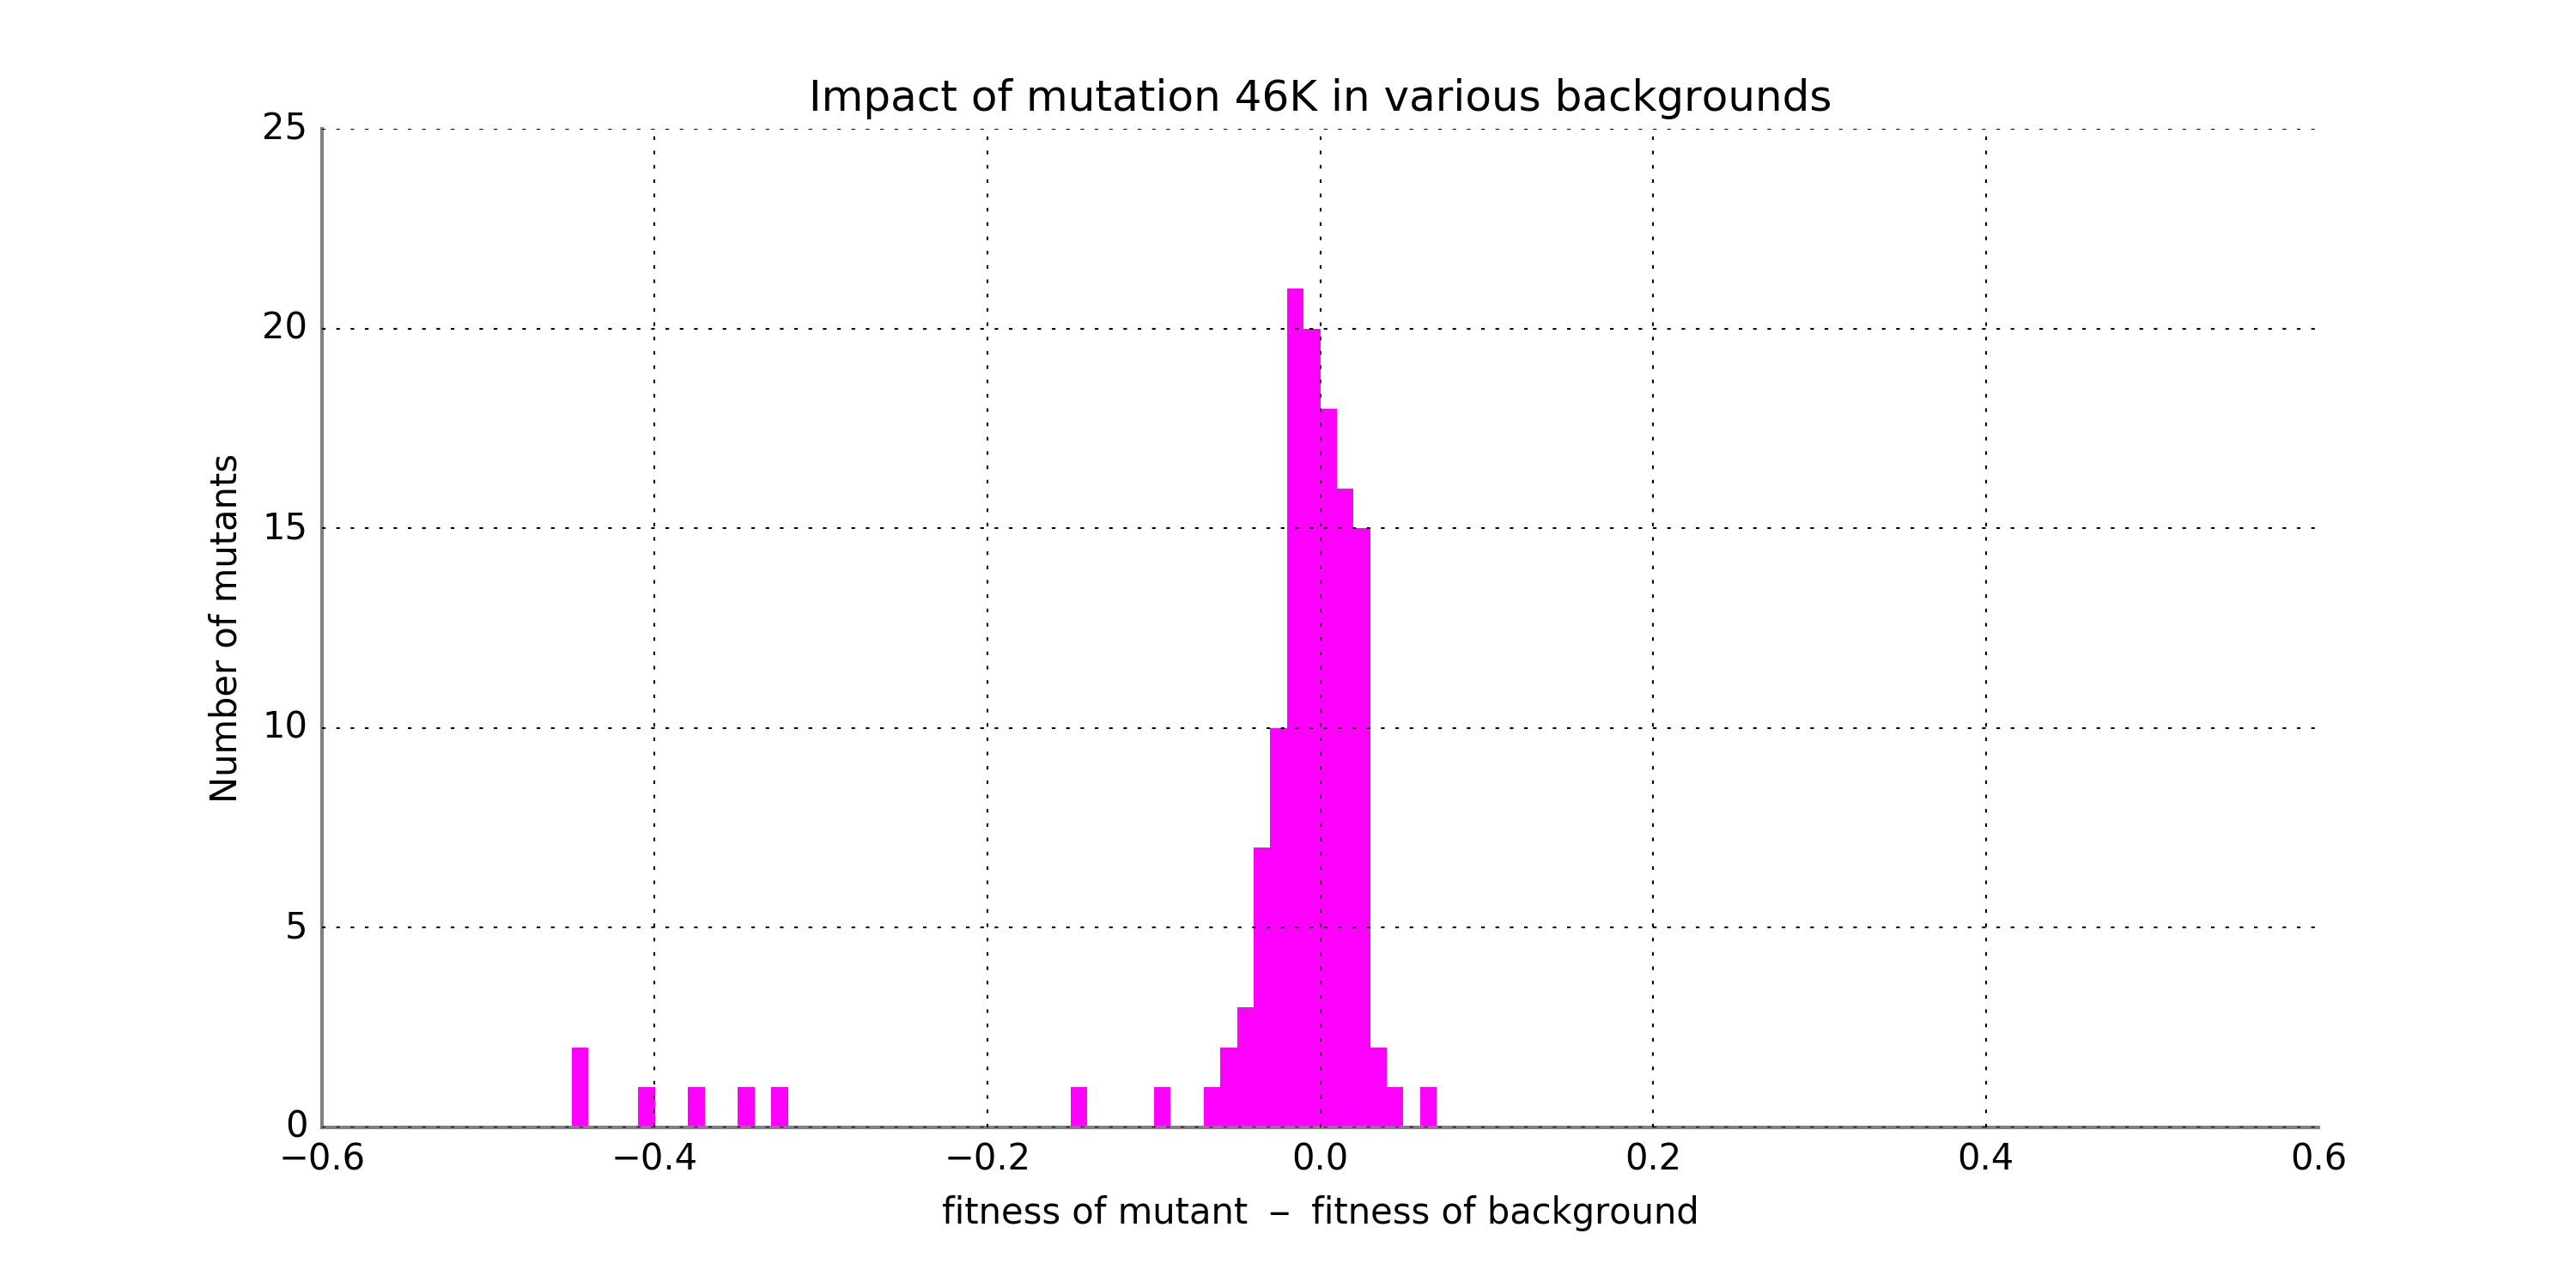 Impact of mutation 46K in various backgrounds
25
20
15
10
5
0
Number of mutants
−0.6 −0.4 −0.2 0.0 0.2 0.4 0.6
fitness of mutant − fitness of background